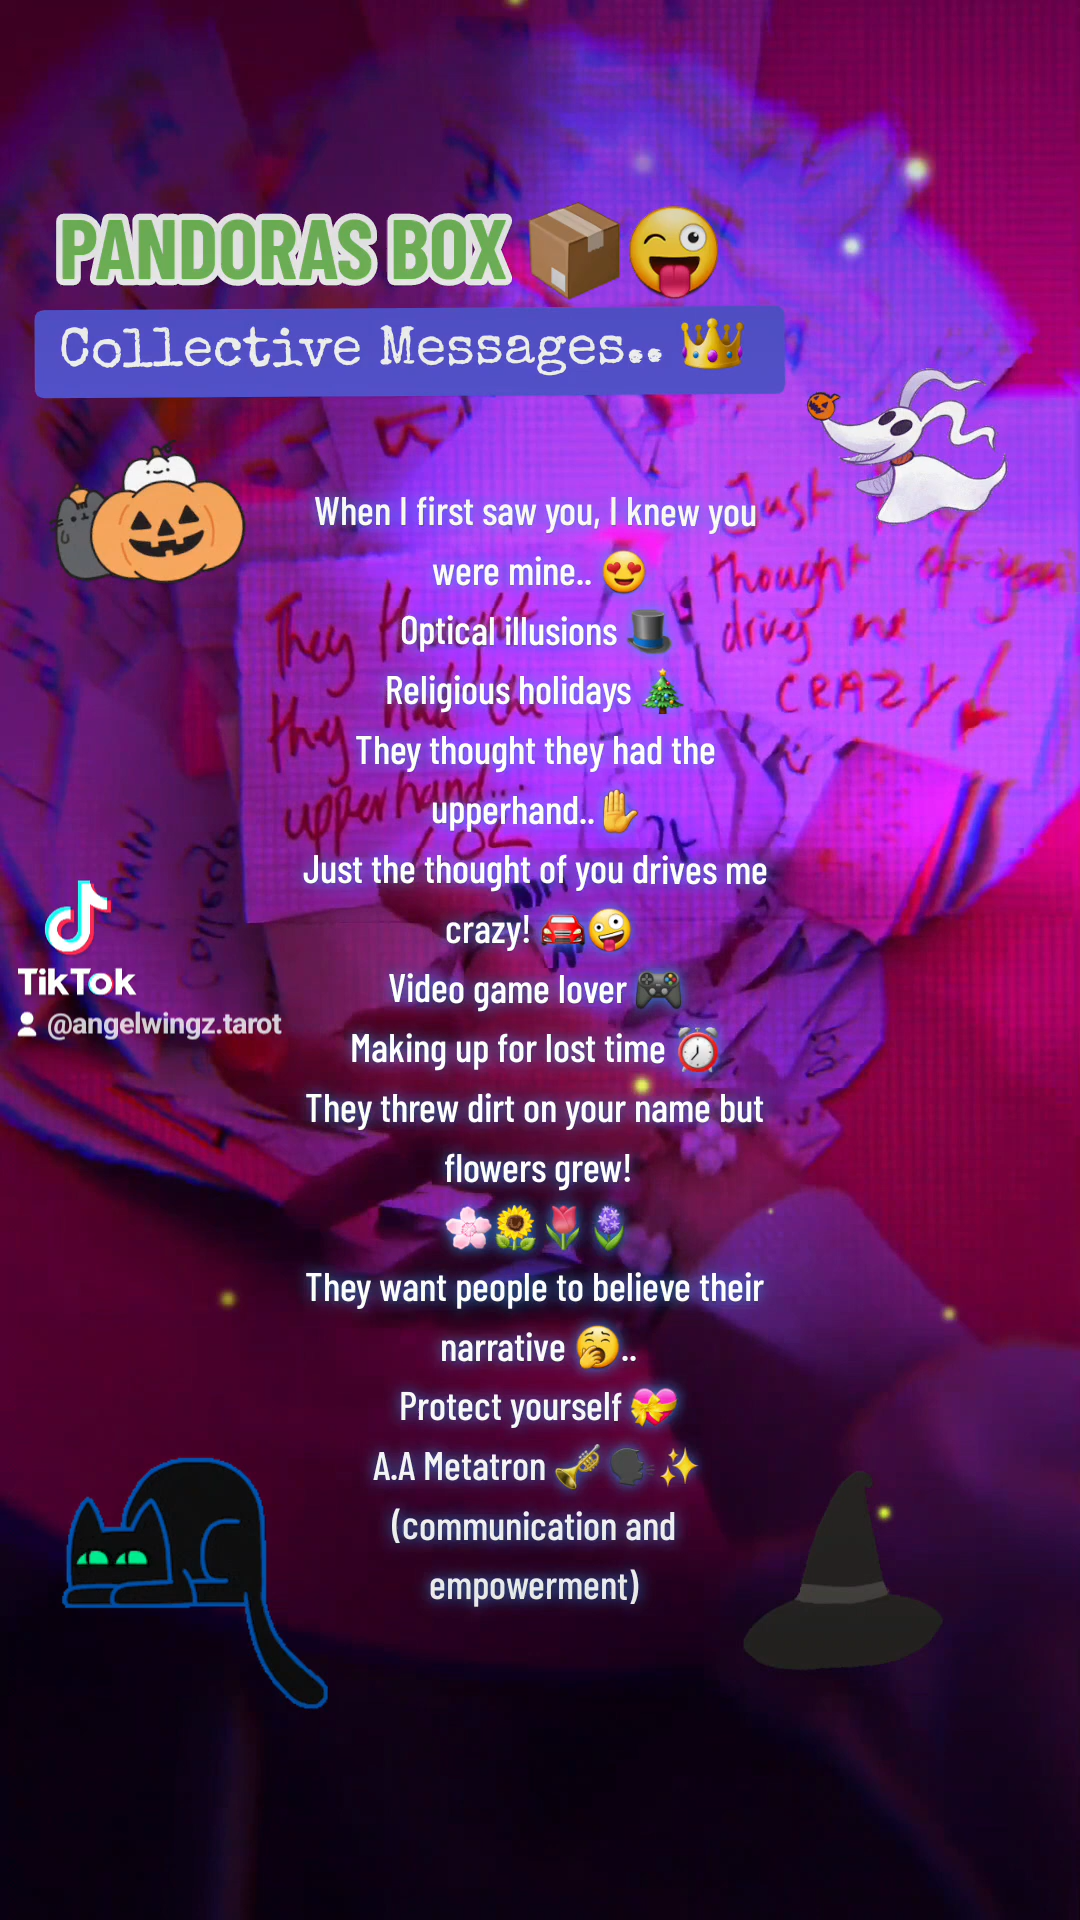 PANDORAS BOX 📦😜
Collective Messages.. 👑
When I first saw you, I knew you
were mine.. 😍
Optical illusions 🎩
Religious holidays 🎄
They thought they had the
upperhand..✋
Just the thought of you drives me
crazy! 🚘🤪
Video game lover 🎮
Making up for lost time ⏰
They threw dirt on your name but
flowers grew!
🌸🌻🌷🪻
They want people to believe their
narrative 🥱..
Protect yourself 💝
A.A Metatron 🎺🗣✨
(communication and
empowerment)
They thought
they had the
upperhand...
LOL
Just
thought of you
drives me
CRAZY!
TikTok
@angelwingz.tarot